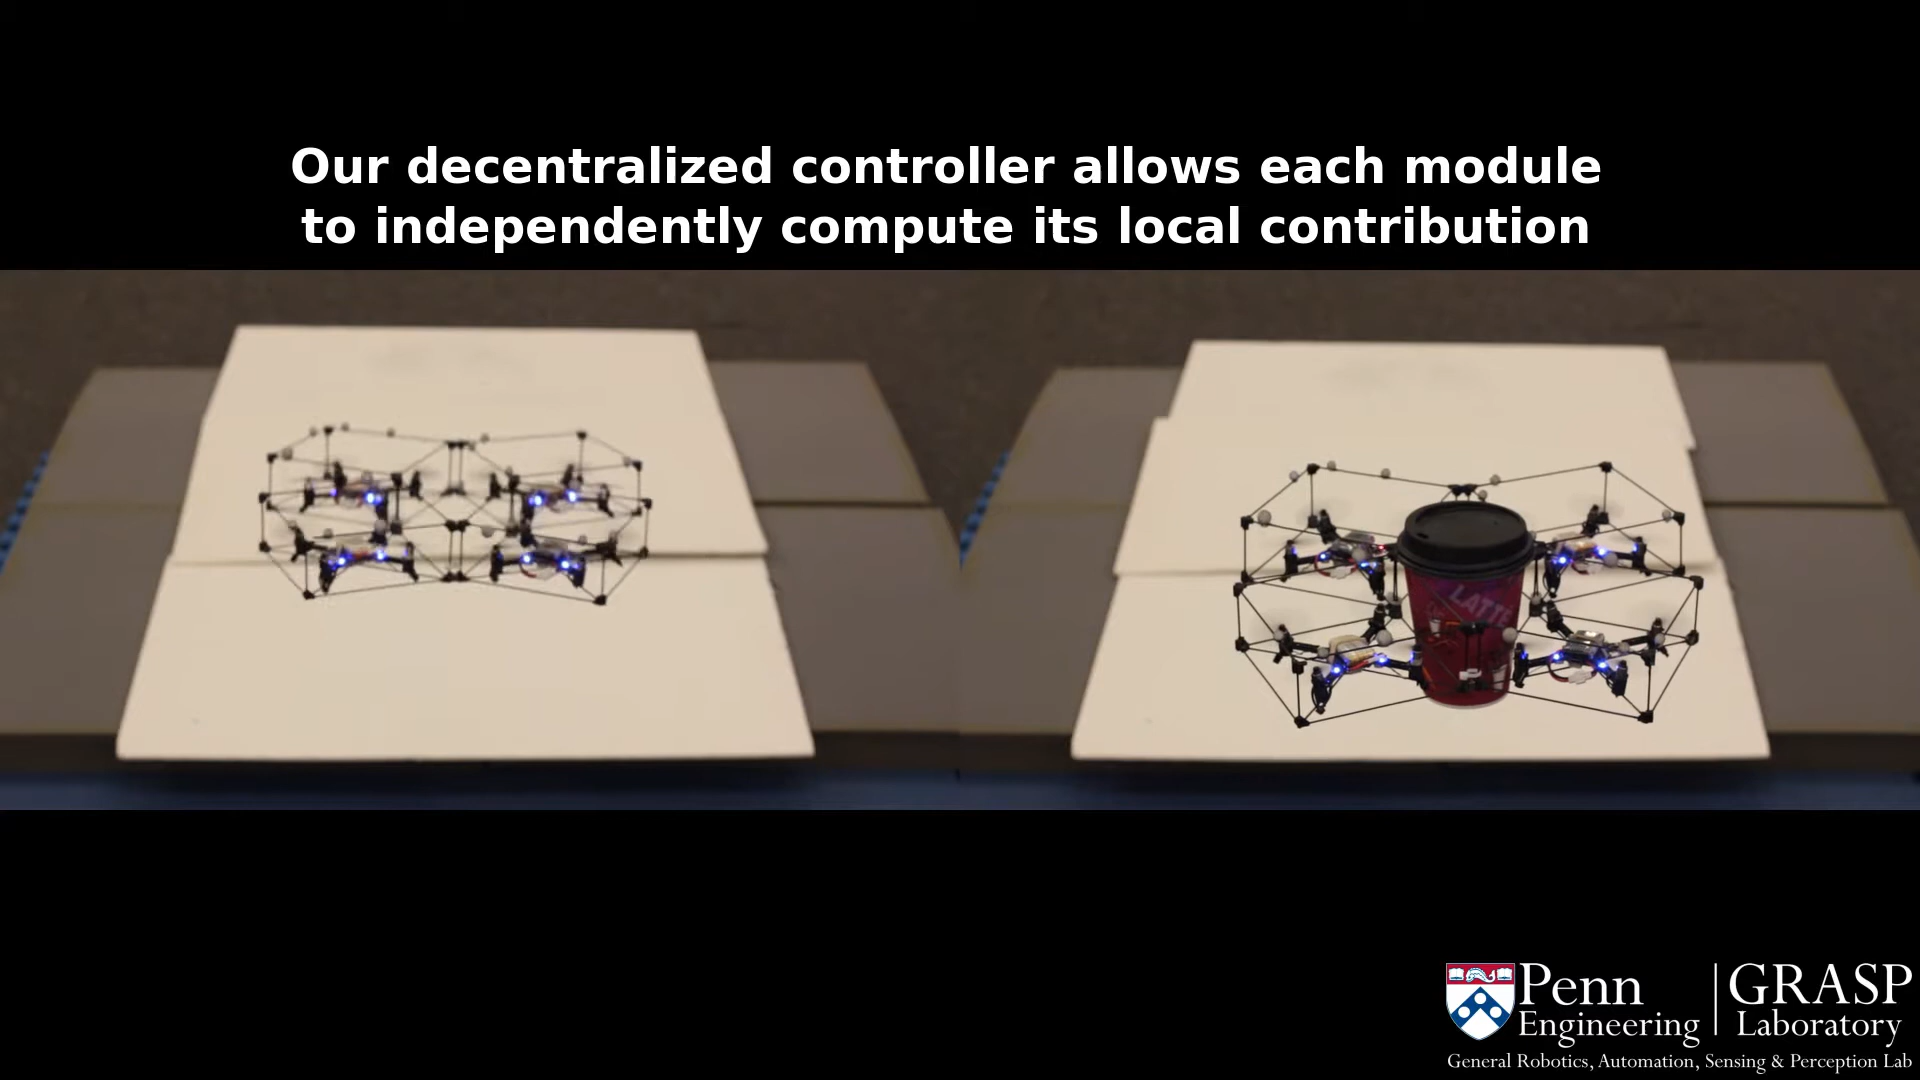 Our decentralized controller allows each module
to independently compute its local contribution
LATTE
Penn
Engineering
GRASP
Laboratory
General Robotics, Automation, Sensing & Perception Lab